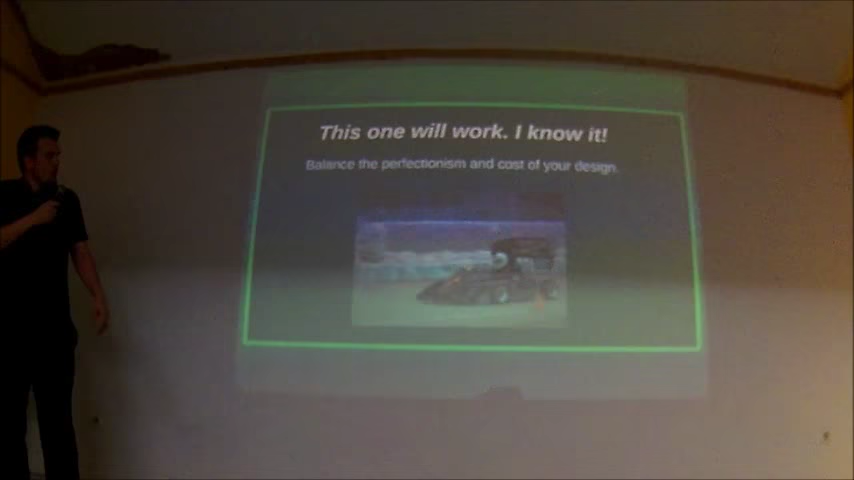 This one will work. I know it!
Balance the perfectionism and cost of your design.